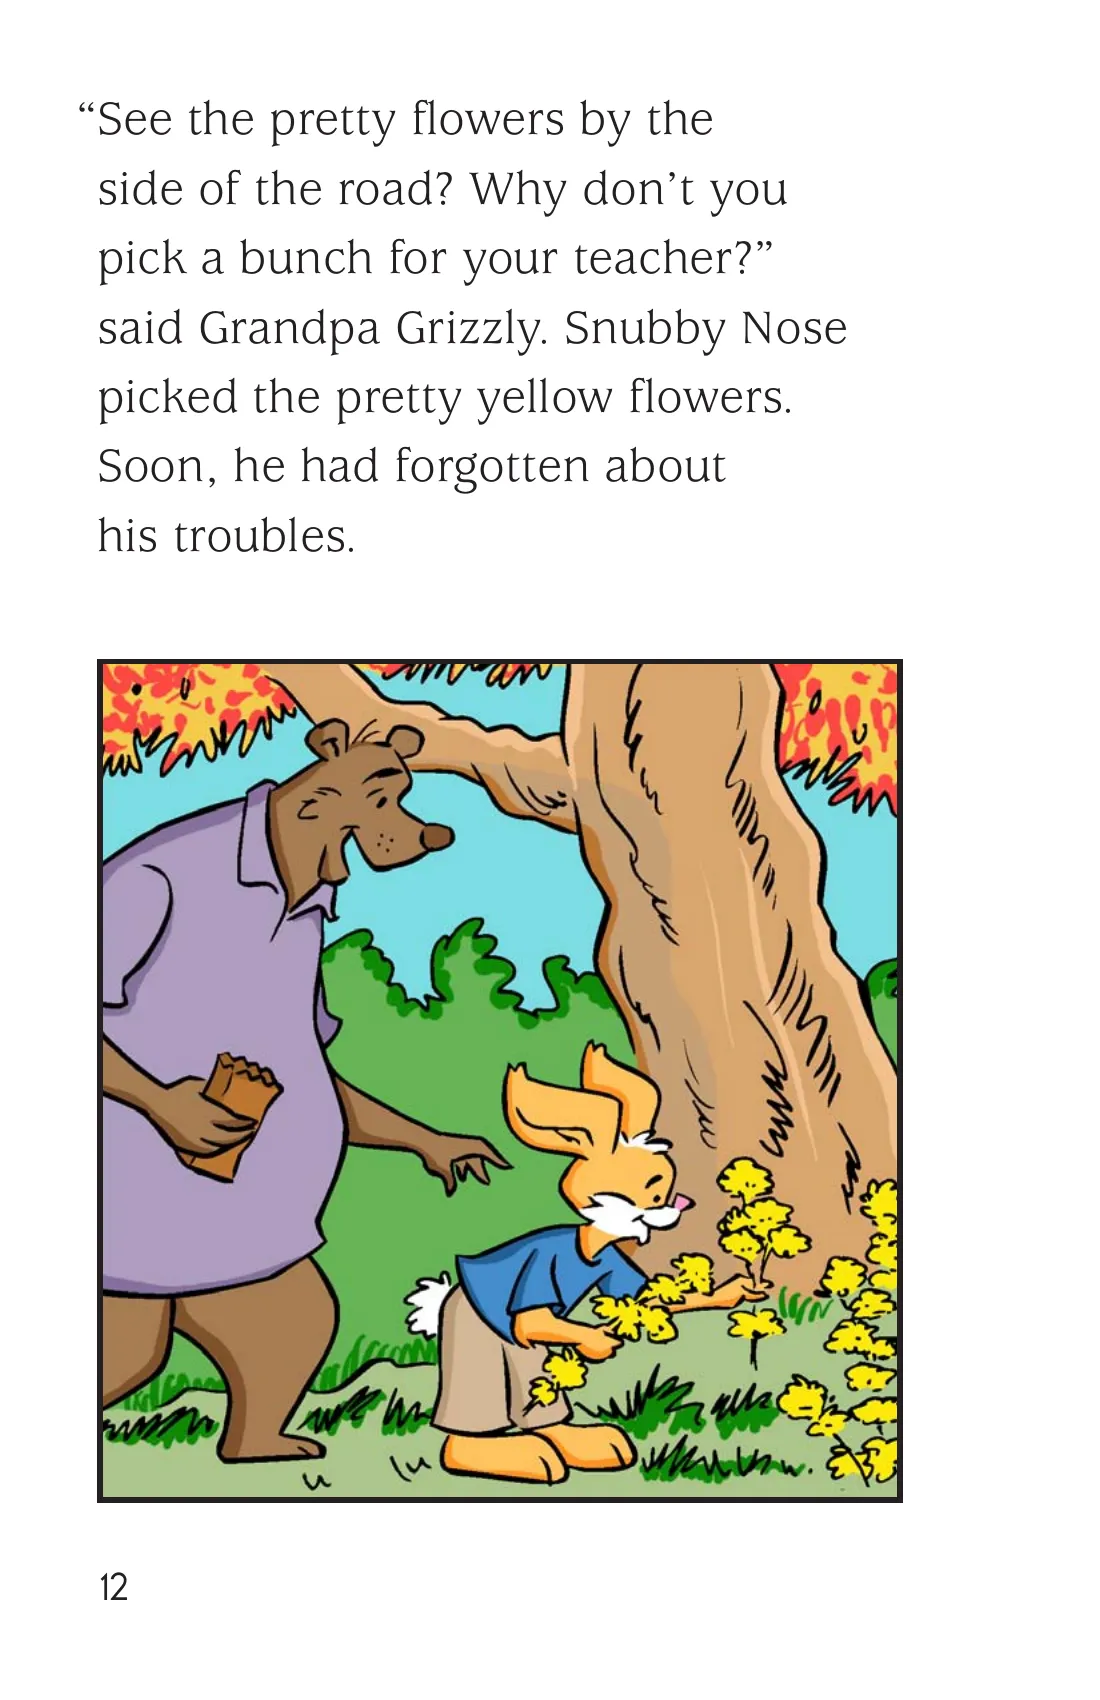 “See the pretty flowers by the
side of the road? Why don’t you
pick a bunch for your teacher?”
said Grandpa Grizzly. Snubby Nose
picked the pretty yellow flowers.
Soon, he had forgotten about
his troubles.
12